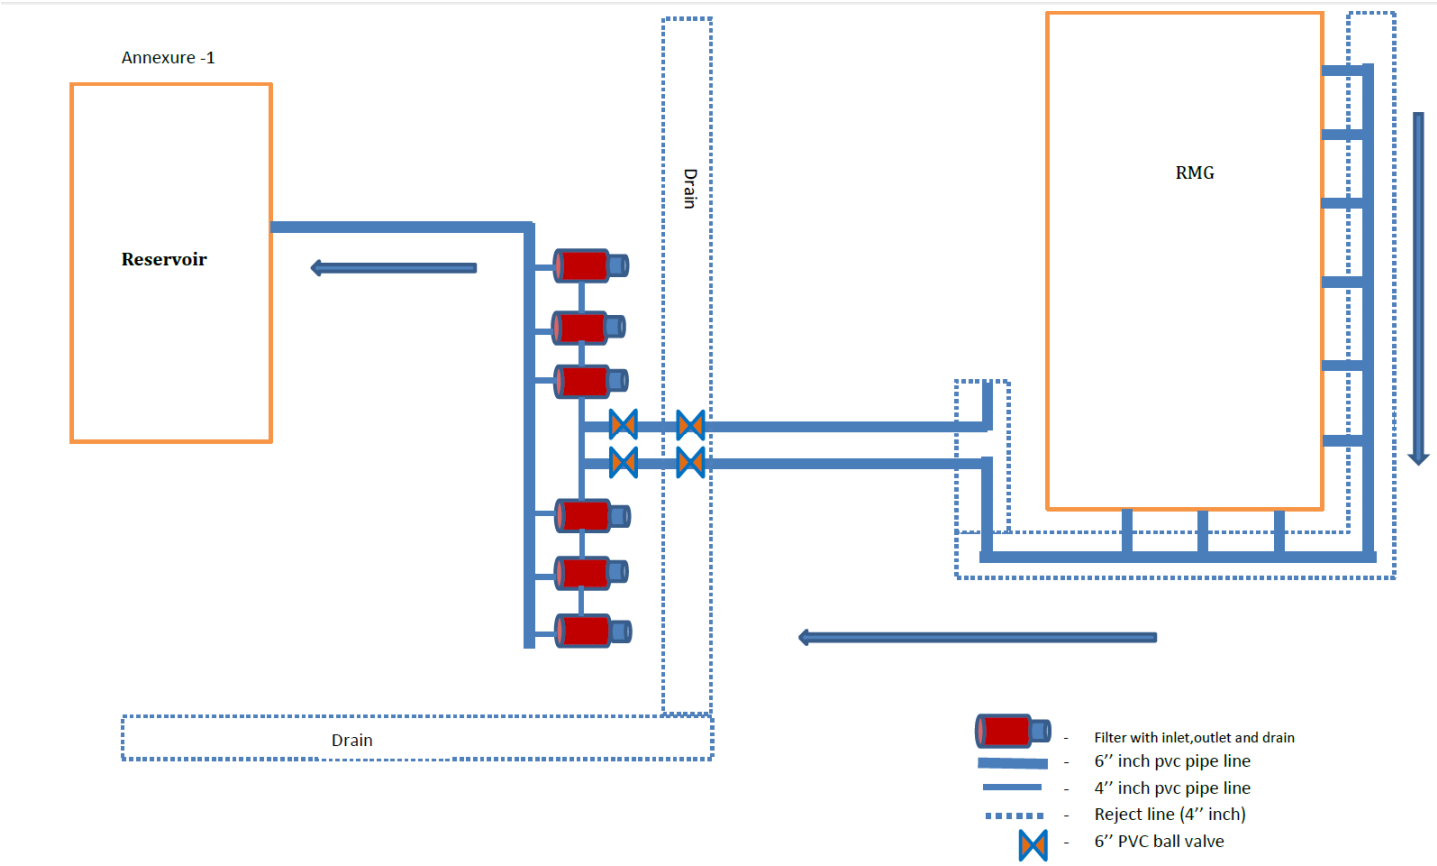 Annexure -1
Reservoir
Drain
RMG
Drain
- Filter with inlet,outlet and drain
- 6’’ inch pvc pipe line
- 4’’ inch pvc pipe line
- Reject line (4’’ inch)
- 6’’ PVC ball valve